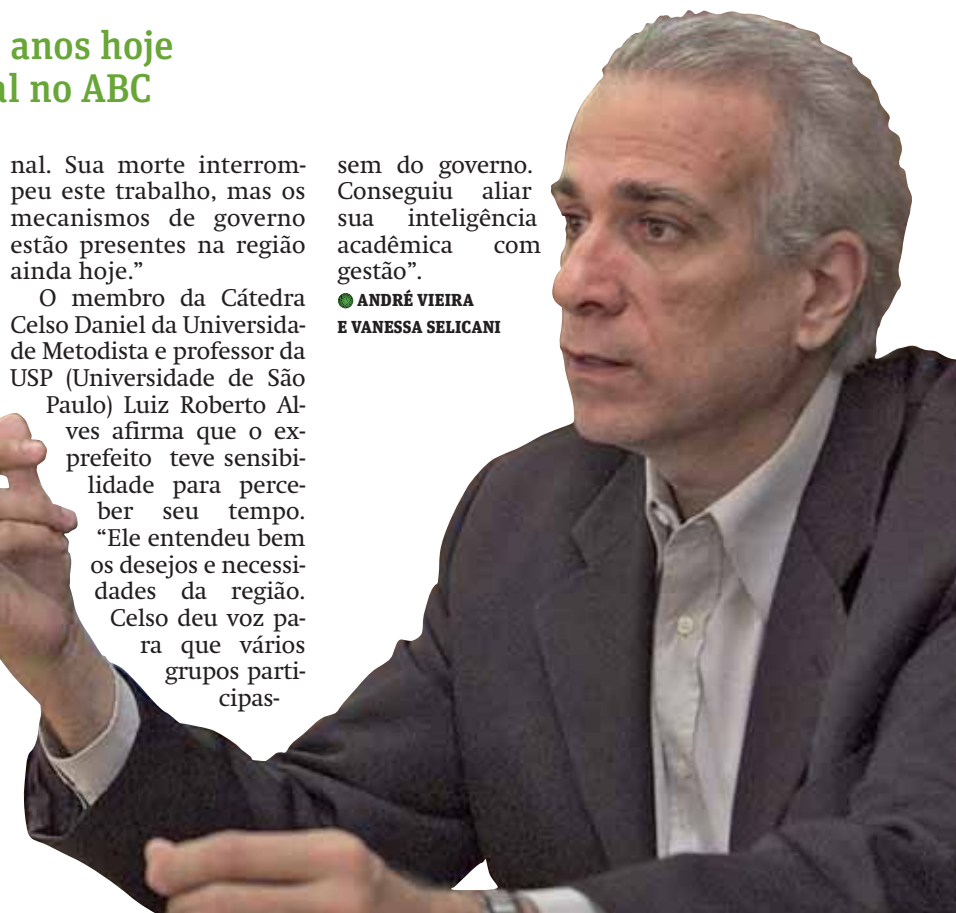 anos hoje
al no ABC
nal. Sua morte interrom-
peu este trabalho, mas os
mecanismos de governo
estão presentes na região
ainda hoje.”
O membro da Cátedra
Celso Daniel da Universida-
de Metodista e professor da
USP (Universidade de São
Paulo) Luiz Roberto Al-
ves afirma que o ex-
prefeito teve sensibi-
lidade para perce-
ber seu tempo.
“Ele entendeu bem
os desejos e necessi-
dades da região.
Celso deu voz pa-
ra que vários
grupos parti-
cipas-
sem do governo.
Conseguiu aliar
sua inteligência
acadêmica com
gestão”.
ANDRÉ VIEIRA
E VANESSA SELICANI